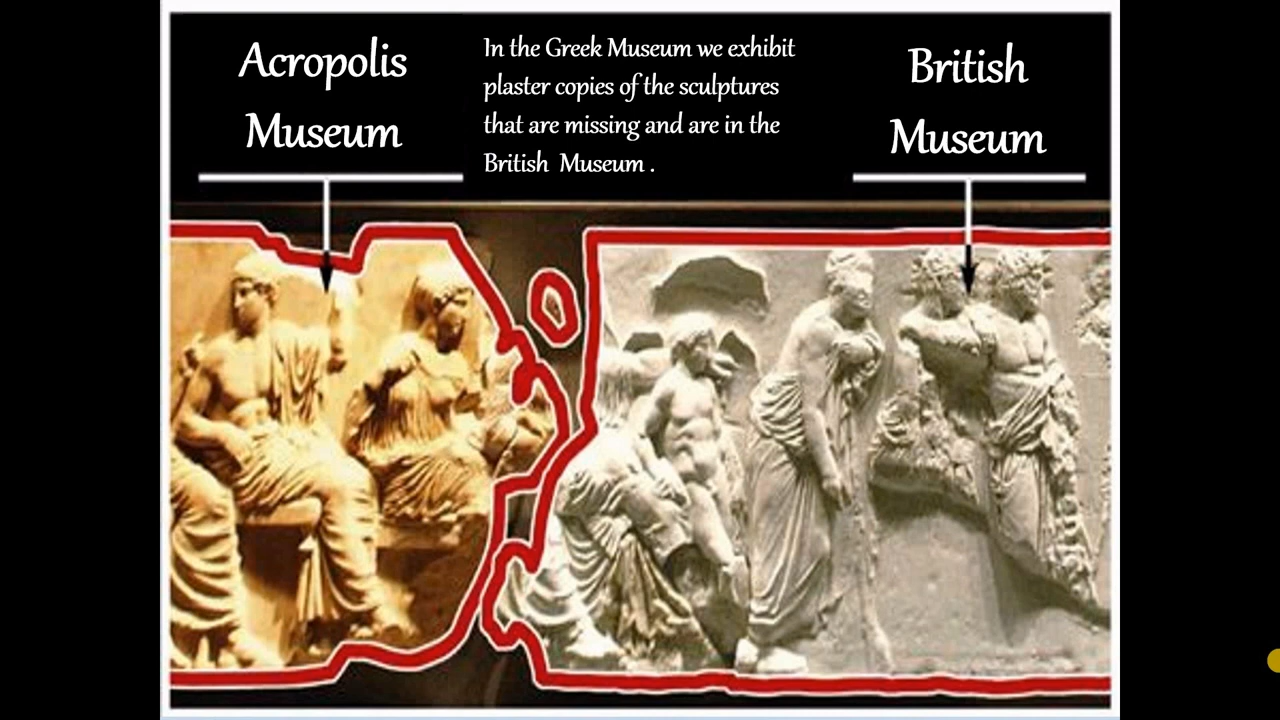 Acropolis
Museum
In the Greek Museum we exhibit
plaster copies of the sculptures
that are missing and are in the
British Museum .
British
Museum